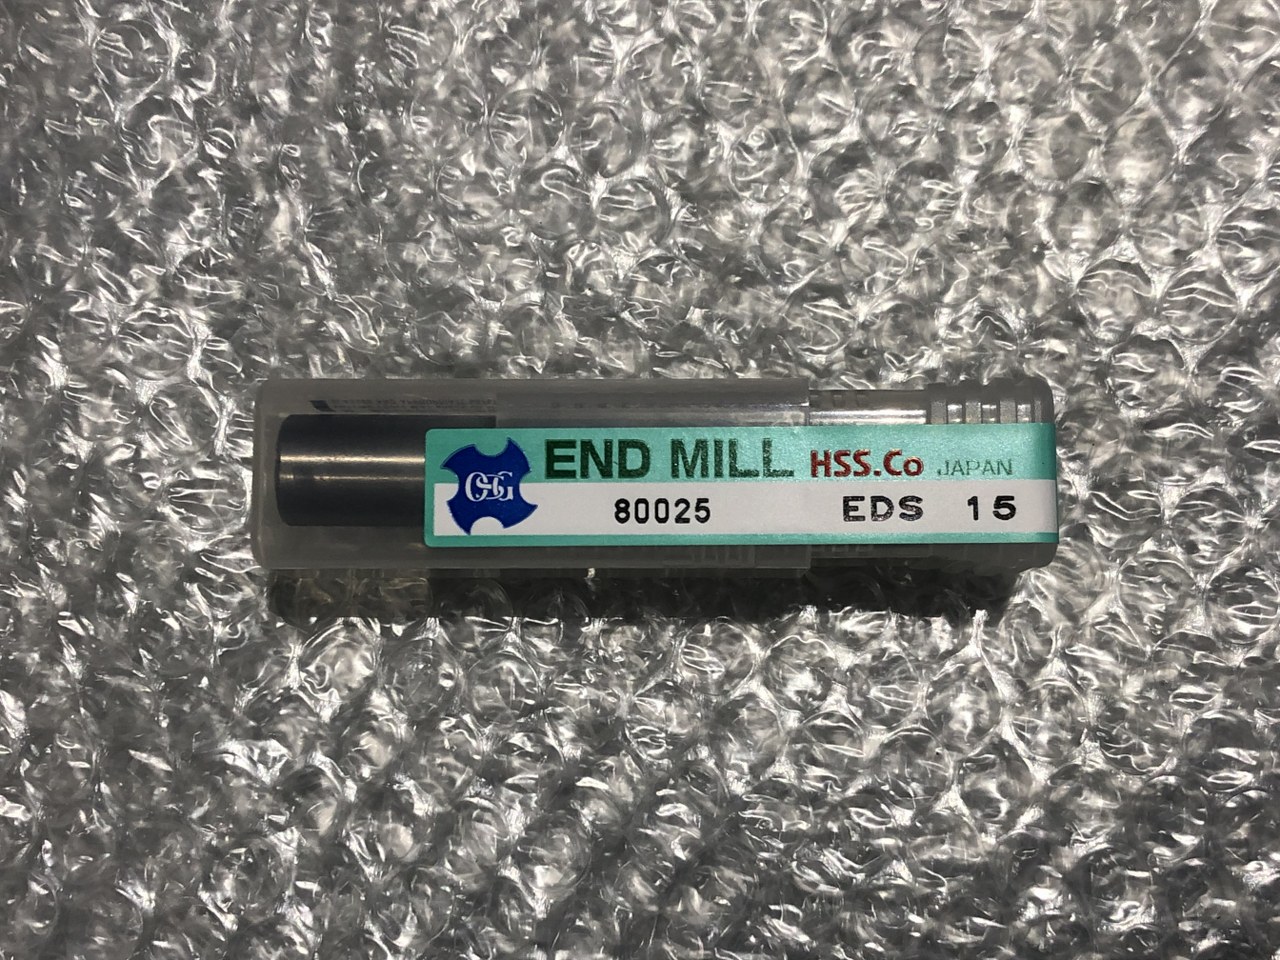 OSG END MILL HSS.Co JAPAN
80025 EDS 15